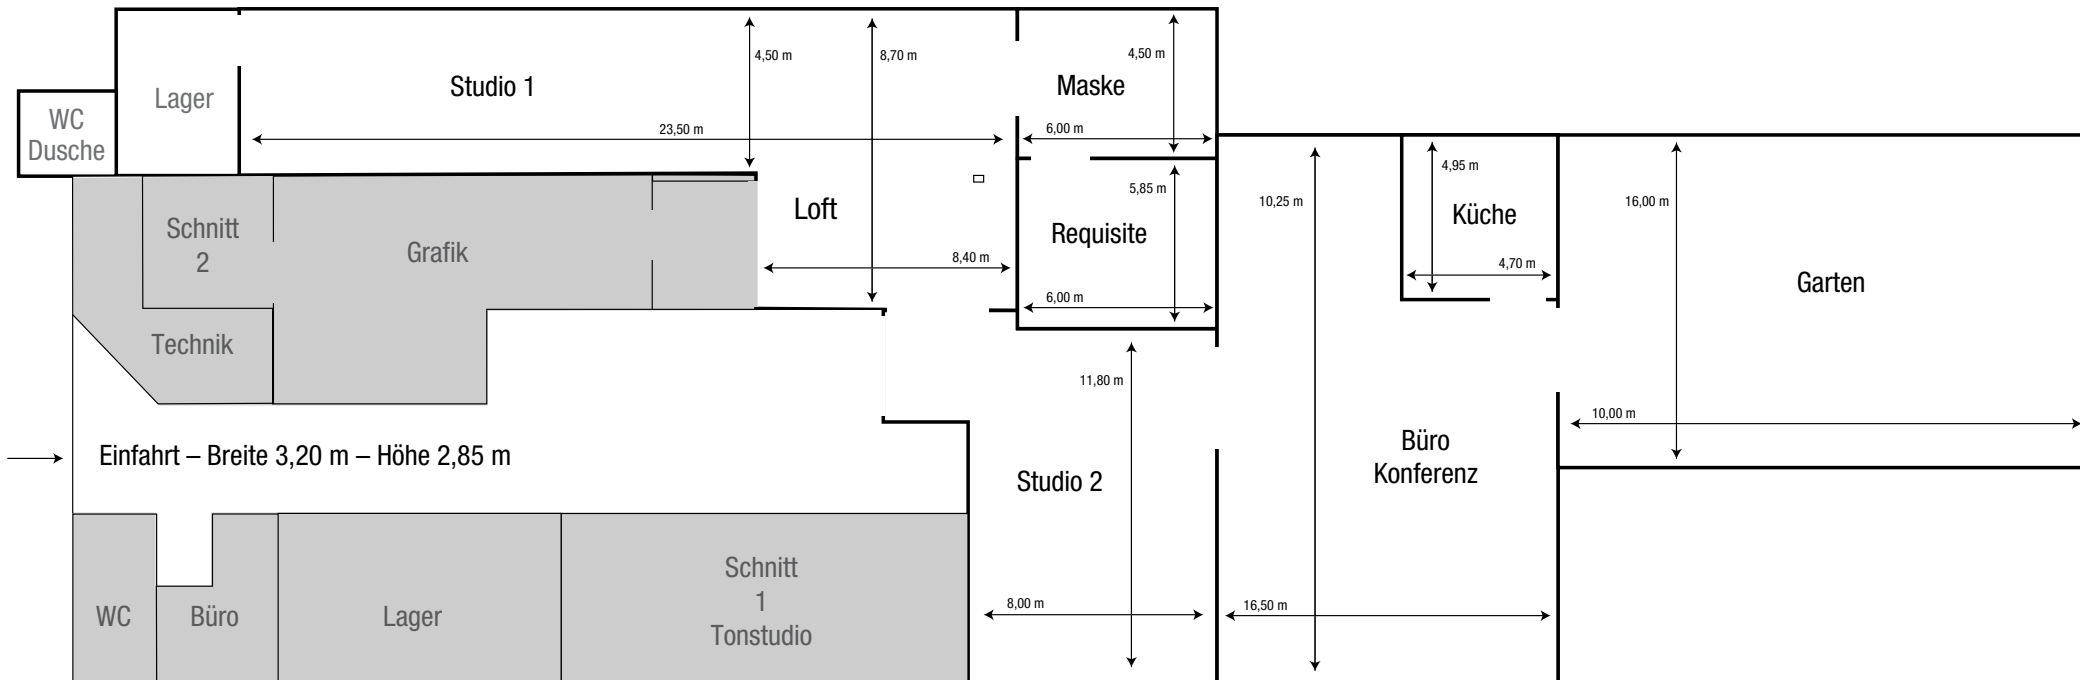 4,50 m
8,70 m
4,50 m
Studio 1
Maske
Lager
WC
Dusche
23,50 m
6,00 m
4,95 m
5,85 m
10,25 m
16,00 m
Loft
Küche
Schnitt
2
Requisite
Grafik
8,40 m
4,70 m
Garten
6,00 m
Technik
11,80 m
10,00 m
Einfahrt – Breite 3,20 m – Höhe 2,85 m
Büro
Konferenz
Studio 2
Schnitt
1
Tonstudio
8,00 m
16,50 m
WC
Büro
Lager